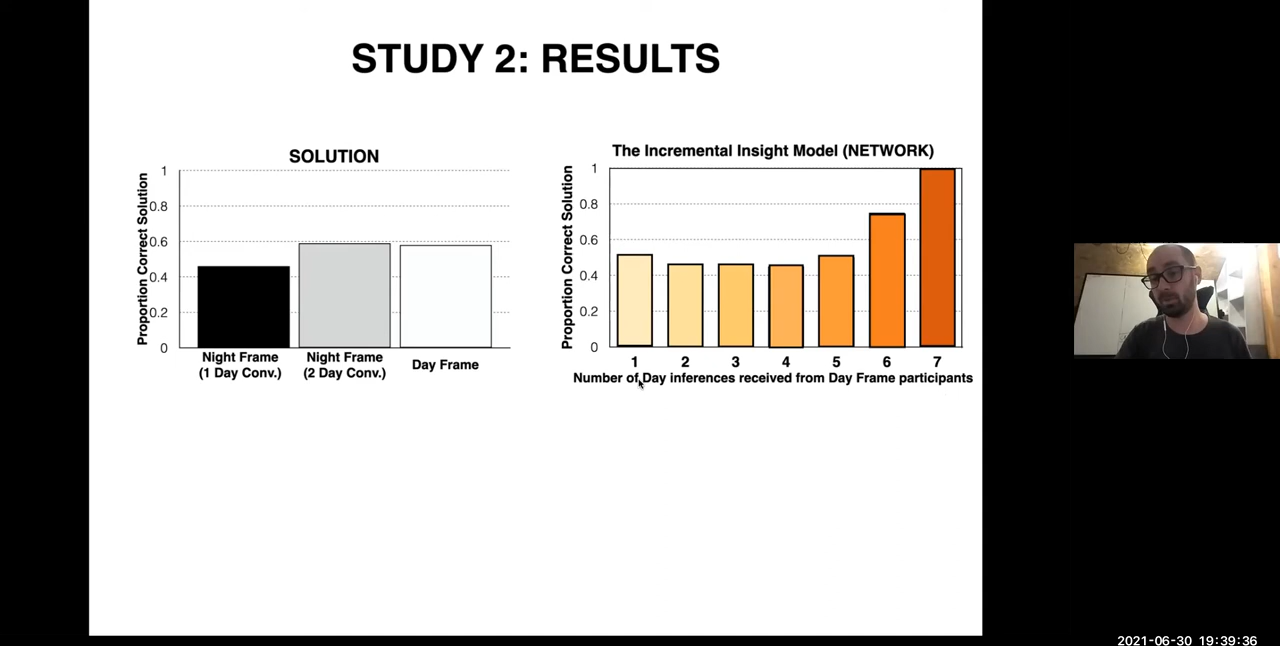 STUDY 2: RESULTS
SOLUTION
Proportion Correct Solution
1
0.8
0.6
0.4
0.2
0
Night Frame
(1 Day Conv.)
Night Frame
(2 Day Conv.)
Day Frame
The Incremental Insight Model (NETWORK)
Proportion Correct Solution
1
0.8
0.6
0.4
0.2
0
1 2 3 4 5 6 7
Number of Day inferences received from Day Frame participants
2021-06-30 19:39:36